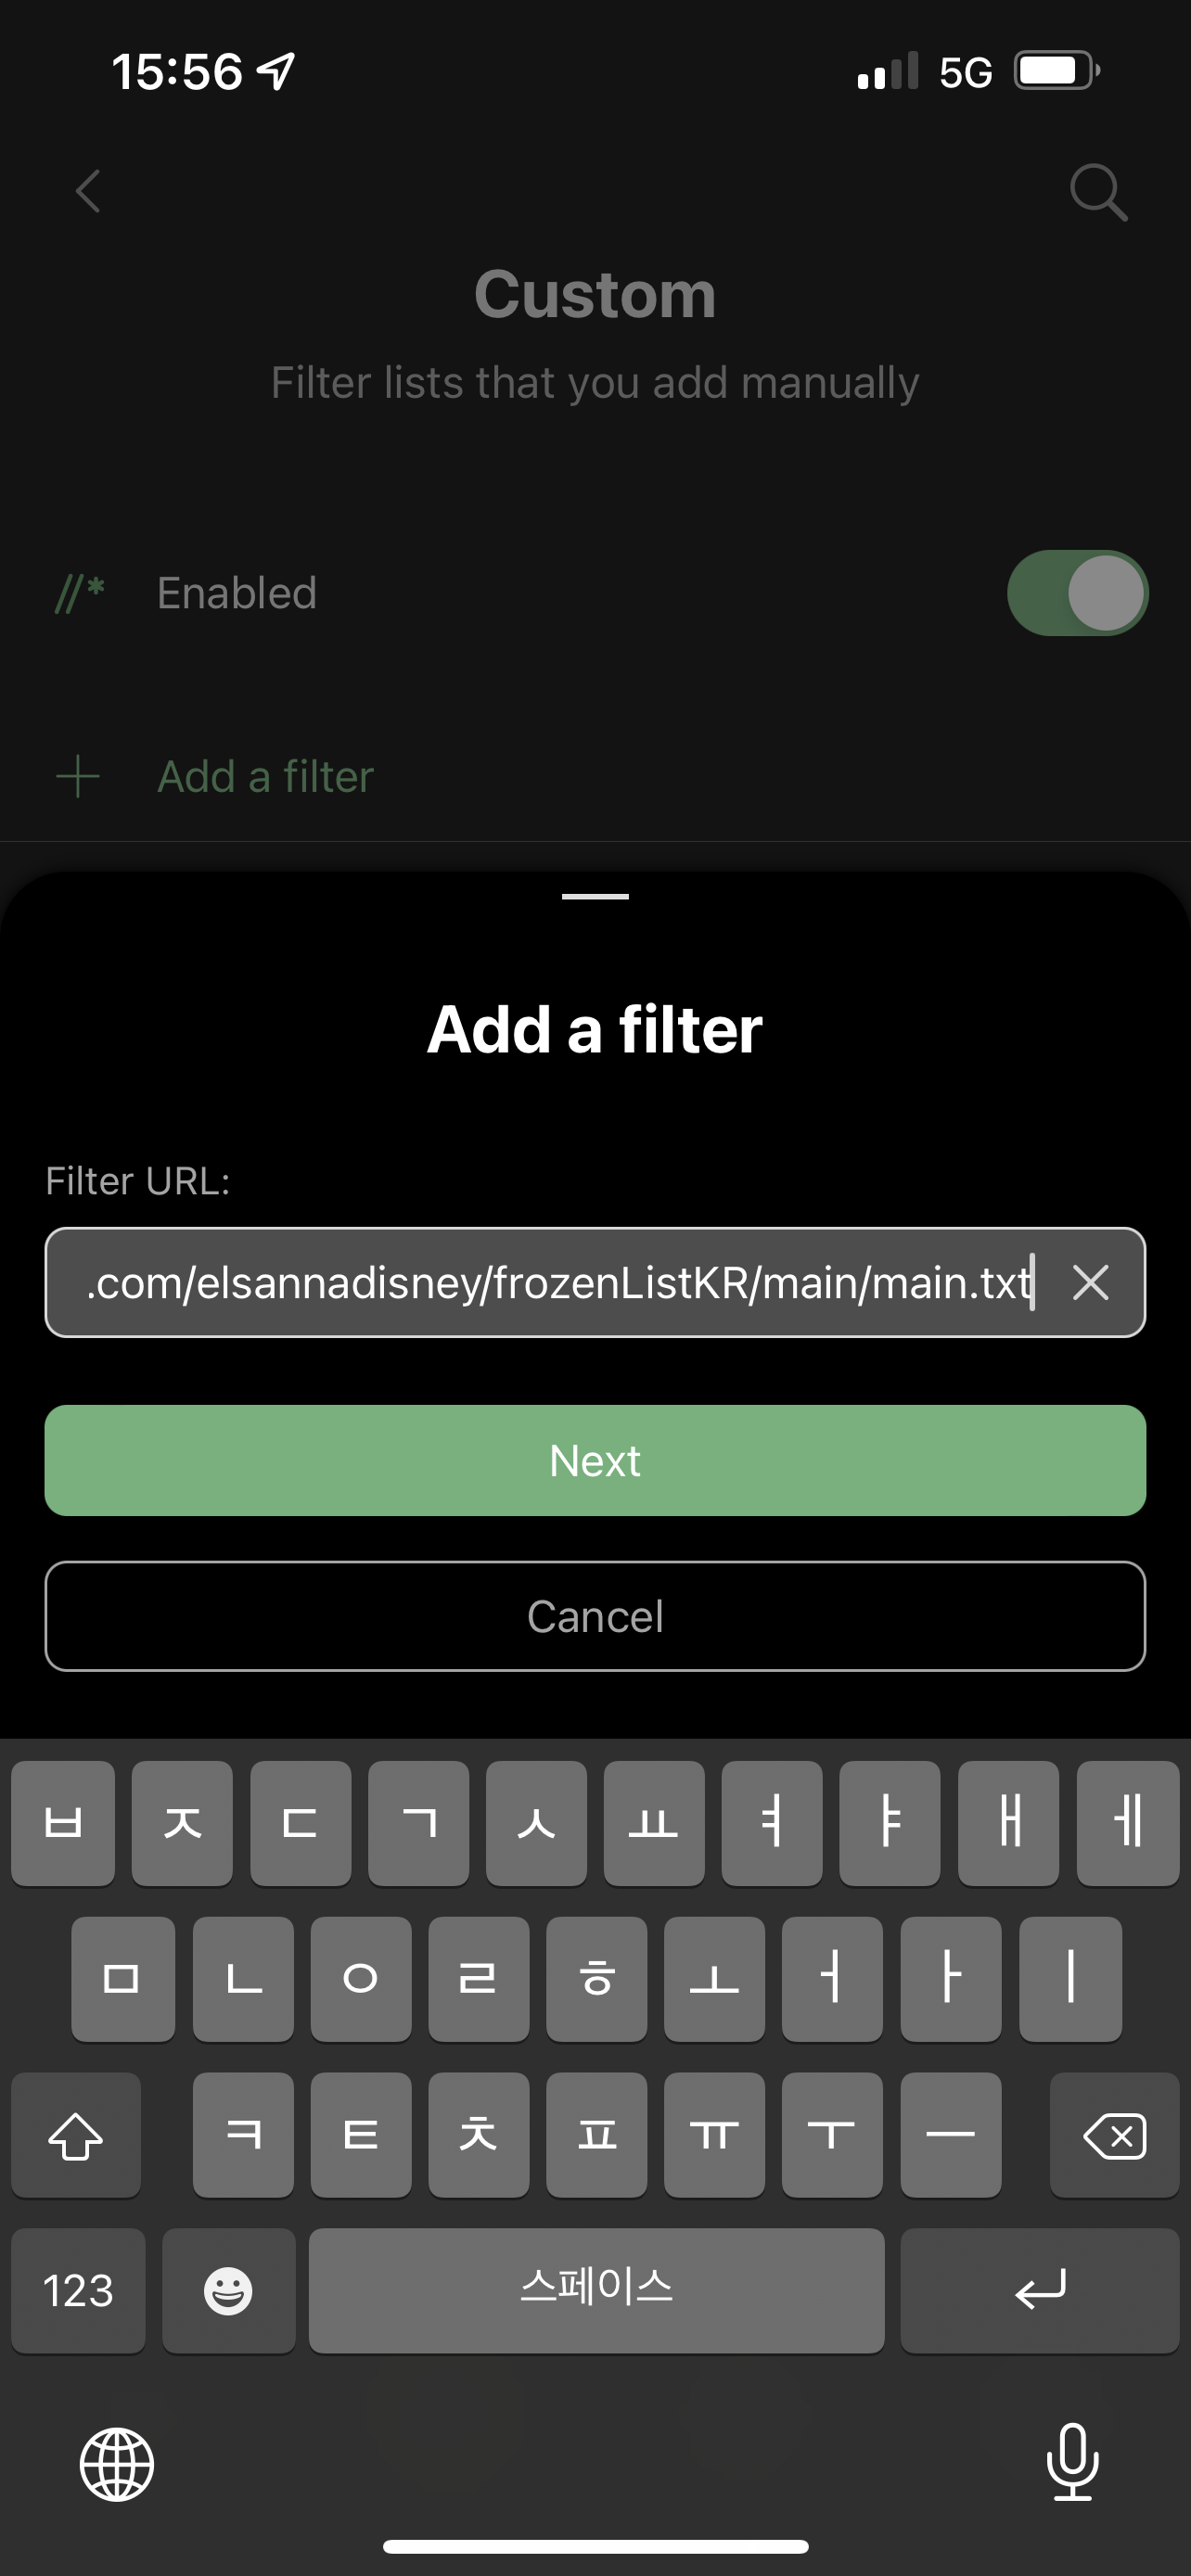 15:56
5G
Custom
Filter lists that you add manually
//*
Enabled
Add a filter
Add a filter
Filter URL:
.com/elsannadisney/frozenListKR/main/main.txt
Next
Cancel
ㅂ ㅈ ㄷ ㄱ ㅅ ㅛ ㅕ ㅑ ㅐ ㅔ
ㅁ ㄴ ㅇ ㄹ ㅎ ㅗ ㅓ ㅏ ㅣ
ㅋ ㅌ ㅊ ㅍ ㅠ ㅜ ㅡ
123 스페이스